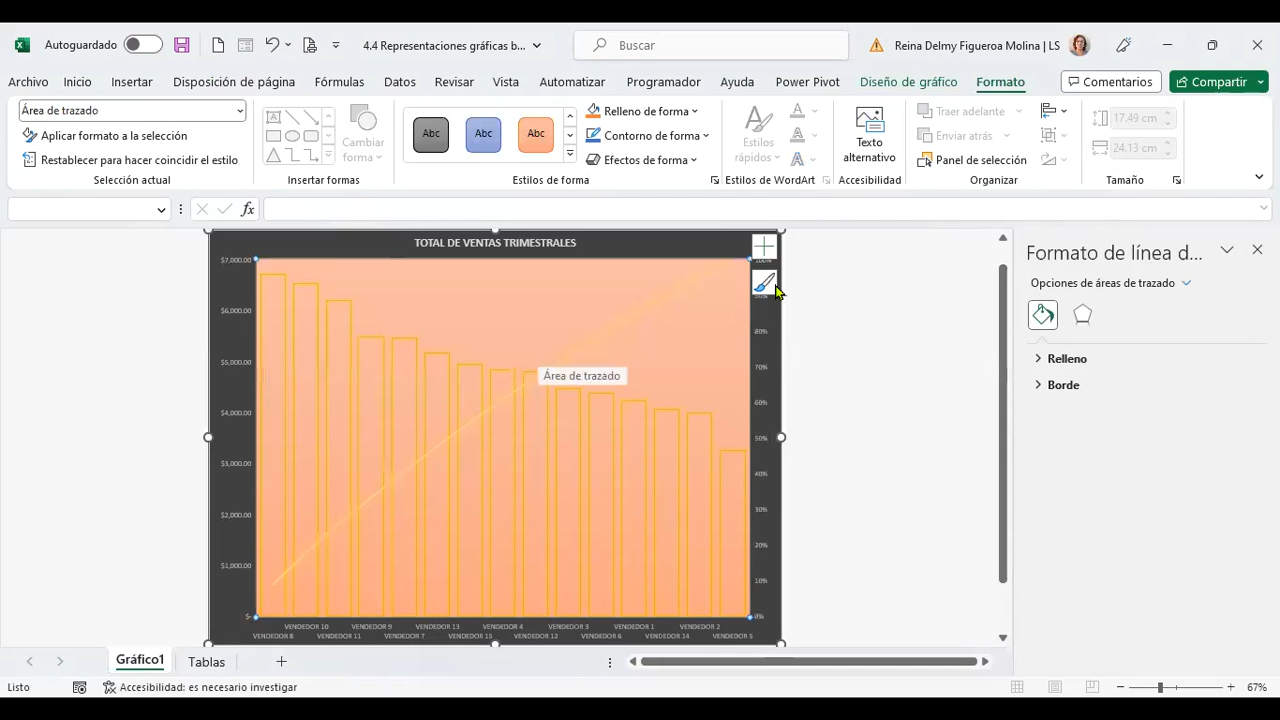 Autoguardado
4.4 Representaciones gráficas b...
Buscar
Reina Delmy Figueroa Molina | LS
Archivo Inicio Insertar Disposición de página Fórmulas Datos Revisar Vista Automatizar Programador Ayuda Power Pivot Diseño de gráfico Formato
Comentarios
Compartir
Área de trazado
Aplicar formato a la selección
Restablecer para hacer coincidir el estilo
Selección actual
Cambiar
forma
Insertar formas
Abc Abc Abc
Relleno de forma
Contorno de forma
Efectos de forma
Estilos de forma
Estilos
rápidos
Estilos de WordArt
Texto
alternativo
Accesibilidad
Traer adelante
Enviar atrás
Panel de selección
Organizar
17.49 cm
24.13 cm
Tamaño
fx
TOTAL DE VENTAS TRIMESTRALES
$7,000.00
$6,000.00
$5,000.00
$4,000.00
$3,000.00
$2,000.00
$1,000.00
$-
100%
90%
80%
70%
60%
50%
40%
30%
20%
10%
0%
Área de trazado
VENDEDOR 10 VENDEDOR 9 VENDEDOR 13 VENDEDOR 4 VENDEDOR 3 VENDEDOR 1 VENDEDOR 2
VENDEDOR 8 VENDEDOR 11 VENDEDOR 7 VENDEDOR 15 VENDEDOR 12 VENDEDOR 6 VENDEDOR 14 VENDEDOR 5
Formato de línea d...
Opciones de áreas de trazado
Relleno
Borde
Gráfico1 Tablas
Listo
Accesibilidad: es necesario investigar
67%